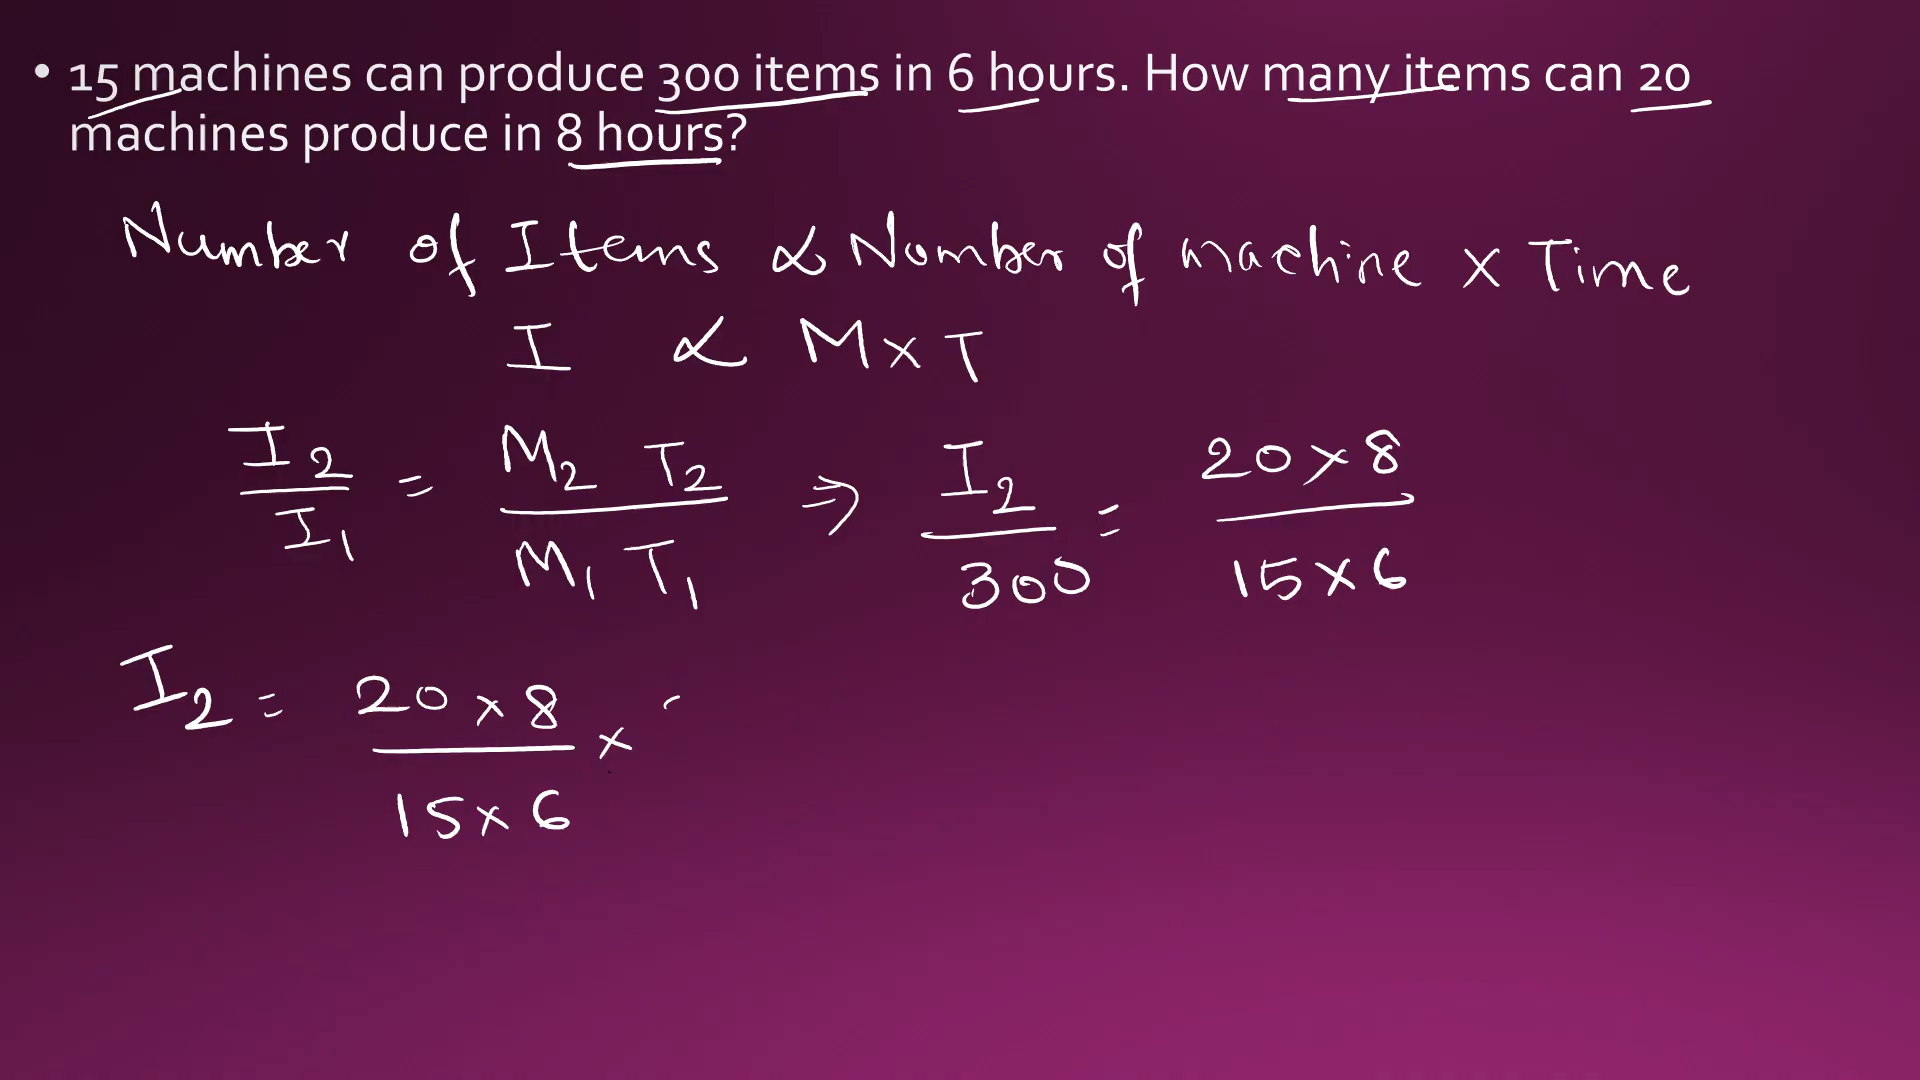 • 15 machines can produce 300 items in 6 hours. How many items can 20
machines produce in 8 hours?
Number of Items ∝ Number of machine × Time
I ∝ M × T
I₂/I₁ = M₂ T₂/M₁ T₁ ⇒ I₂/300 = 20 × 8/15 × 6
I₂ = 20 × 8/15 × 6 ×